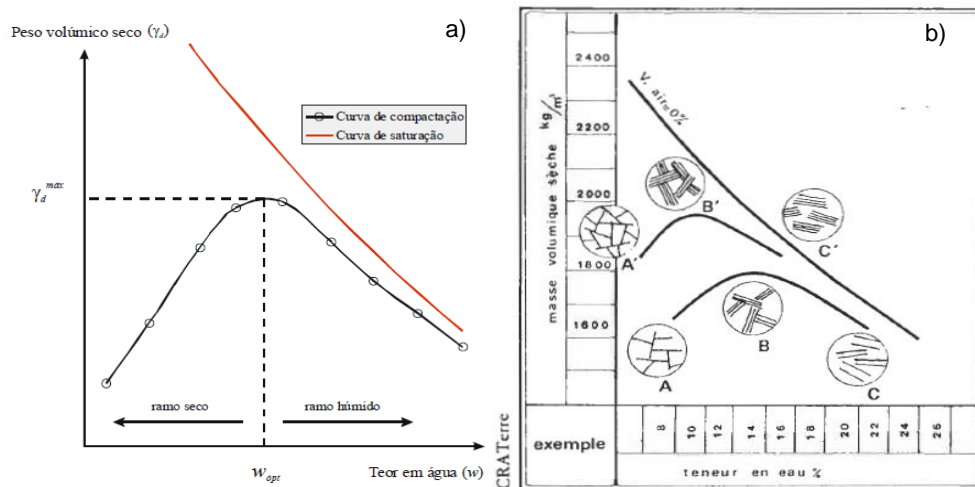 a)
Peso volúmico seco (γd)
Curva de compactação
Curva de saturação
γd max
ramo seco
ramo húmido
wopt
Teor em água (w)
b)
masse volumique sèche kg/m³
2400
2200
2000
1800
1600
V. air=0%
A'
B'
C'
A
B
C
CRATerre
exemple
8 10 12 14 16 18 20 22 24 26
teneur en eau %